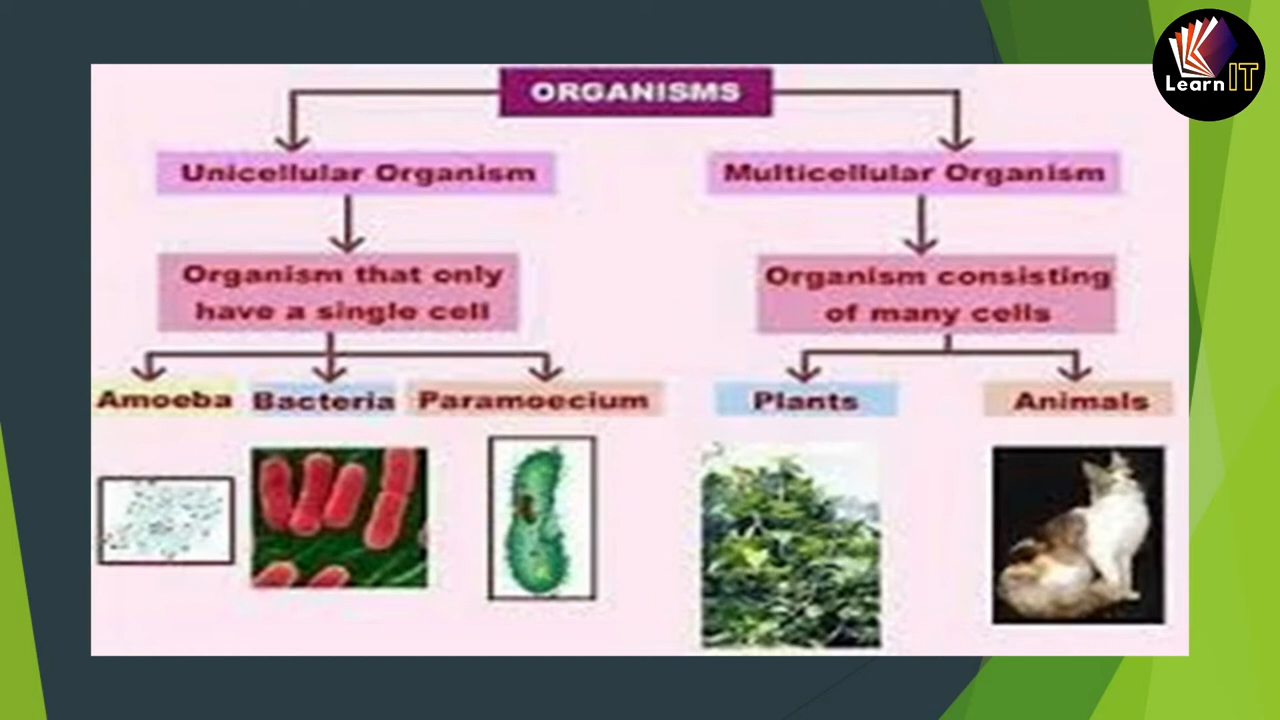 Learn IT
ORGANISMS
Unicellular Organism
Multicellular Organism
Organism that only
have a single cell
Organism consisting
of many cells
Amoeba
Bacteria
Paramoecium
Plants
Animals